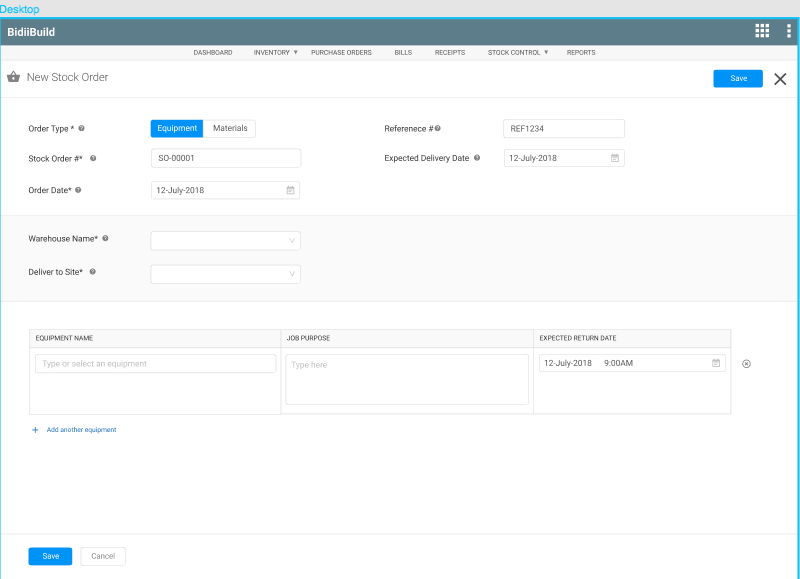 Desktop
BidiiBuild
DASHBOARD INVENTORY PURCHASE ORDERS BILLS RECEIPTS STOCK CONTROL REPORTS
New Stock Order Save
Order Type * Equipment Materials Referenece # REF1234
Stock Order #* SO-00001 Expected Delivery Date 12-July-2018
Order Date* 12-July-2018
Warehouse Name*
Deliver to Site*
EQUIPMENT NAME JOB PURPOSE EXPECTED RETURN DATE
Type or select an equipment Type here 12-July-2018 9:00AM
+ Add another equipment
Save Cancel